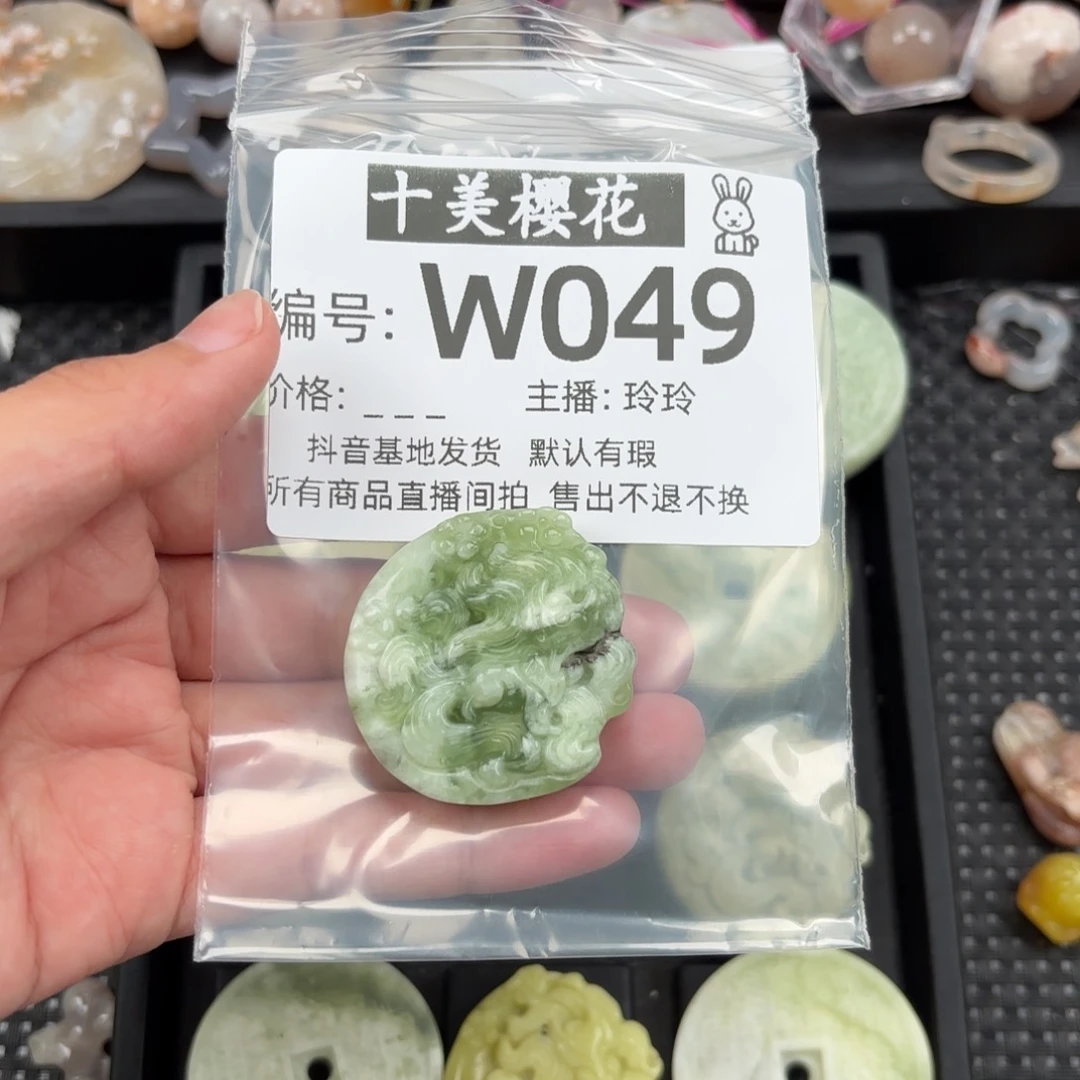 十美樱花
编号: W049
价格: _ _ _ 主播: 玲玲
抖音基地发货 默认有瑕
所有商品直播间拍 售出不退不换